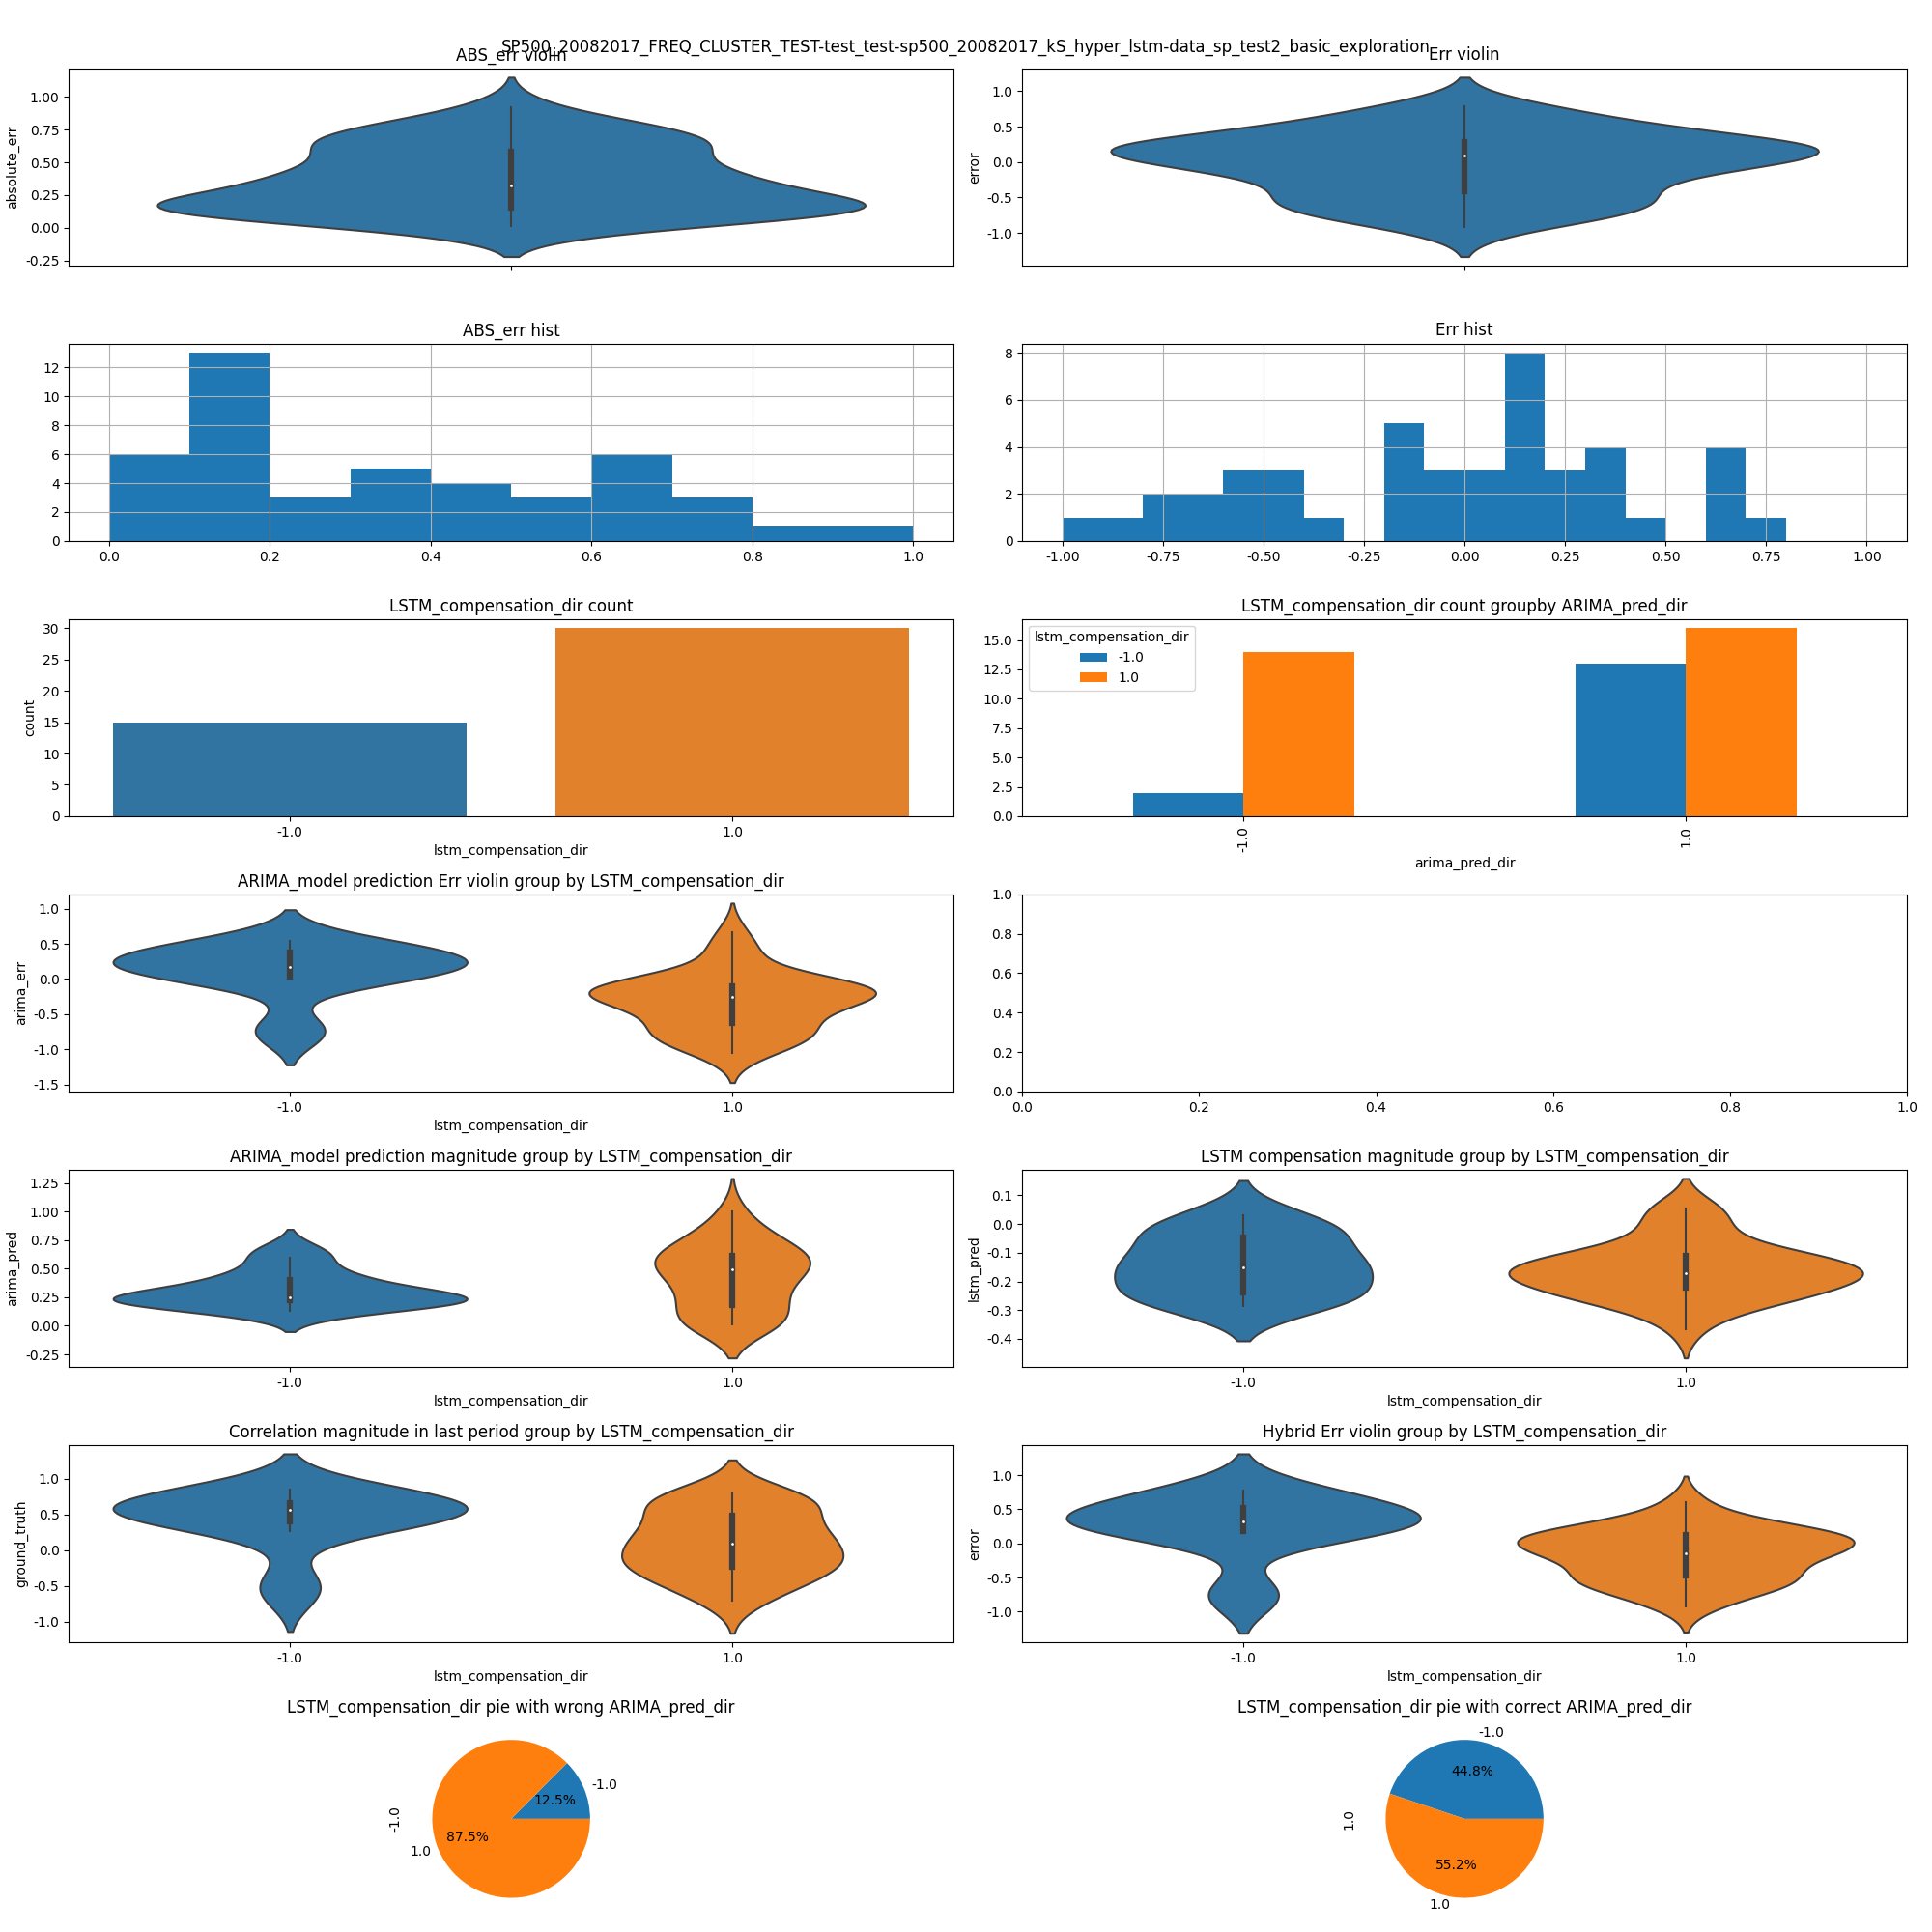 SP500_20082017_FREQ_CLUSTER_TEST-test_test-sp500_20082017_kS_hyper_lstm-data_sp_test2_basic_exploration
ABS_err violin
1.00
0.75
0.50
0.25
0.00
-0.25
absolute_err
Err violin
1.0
0.5
0.0
-0.5
-1.0
error
ABS_err hist
12
10
8
6
4
2
0
0.0 0.2 0.4 0.6 0.8 1.0
Err hist
8
6
4
2
0
-1.00 -0.75 -0.50 -0.25 0.00 0.25 0.50 0.75 1.00
LSTM_compensation_dir count
30
25
20
15
10
5
0
count
-1.0 1.0
lstm_compensation_dir
LSTM_compensation_dir count groupby ARIMA_pred_dir
15.0
12.5
10.0
7.5
5.0
2.5
0.0
lstm_compensation_dir
-1.0
1.0
-1.0 1.0
arima_pred_dir
ARIMA_model prediction Err violin group by LSTM_compensation_dir
1.0
0.5
0.0
-0.5
-1.0
-1.5
arima_err
-1.0 1.0
lstm_compensation_dir
1.0
0.8
0.6
0.4
0.2
0.0
0.0 0.2 0.4 0.6 0.8 1.0
ARIMA_model prediction magnitude group by LSTM_compensation_dir
1.25
1.00
0.75
0.50
0.25
0.00
-0.25
arima_pred
-1.0 1.0
lstm_compensation_dir
LSTM compensation magnitude group by LSTM_compensation_dir
0.1
0.0
-0.1
-0.2
-0.3
-0.4
lstm_pred
-1.0 1.0
lstm_compensation_dir
Correlation magnitude in last period group by LSTM_compensation_dir
1.0
0.5
0.0
-0.5
-1.0
ground_truth
-1.0 1.0
lstm_compensation_dir
Hybrid Err violin group by LSTM_compensation_dir
1.0
0.5
0.0
-0.5
-1.0
error
-1.0 1.0
lstm_compensation_dir
LSTM_compensation_dir pie with wrong ARIMA_pred_dir
-1.0
12.5%
-1.0
87.5%
1.0
LSTM_compensation_dir pie with correct ARIMA_pred_dir
-1.0
44.8%
1.0
55.2%
1.0